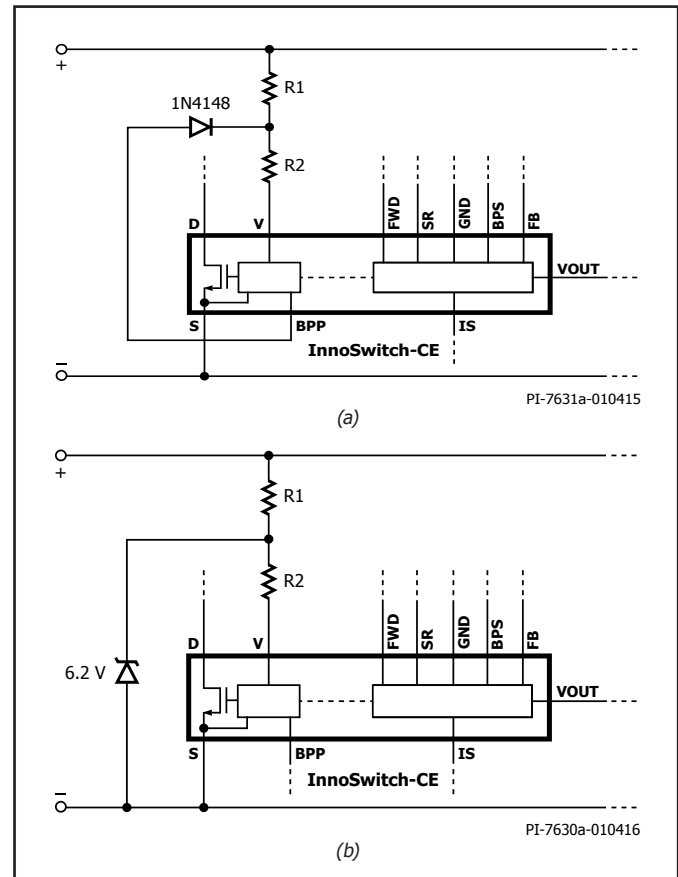 +
R1
1N4148
R2
D
V
FWD
SR
GND
BPS
FB
VOUT
S
BPP
IS
InnoSwitch-CE
–
PI-7631a-010415
(a)
+
R1
R2
D
V
FWD
SR
GND
BPS
FB
6.2 V
VOUT
S
BPP
IS
InnoSwitch-CE
–
PI-7630a-010416
(b)